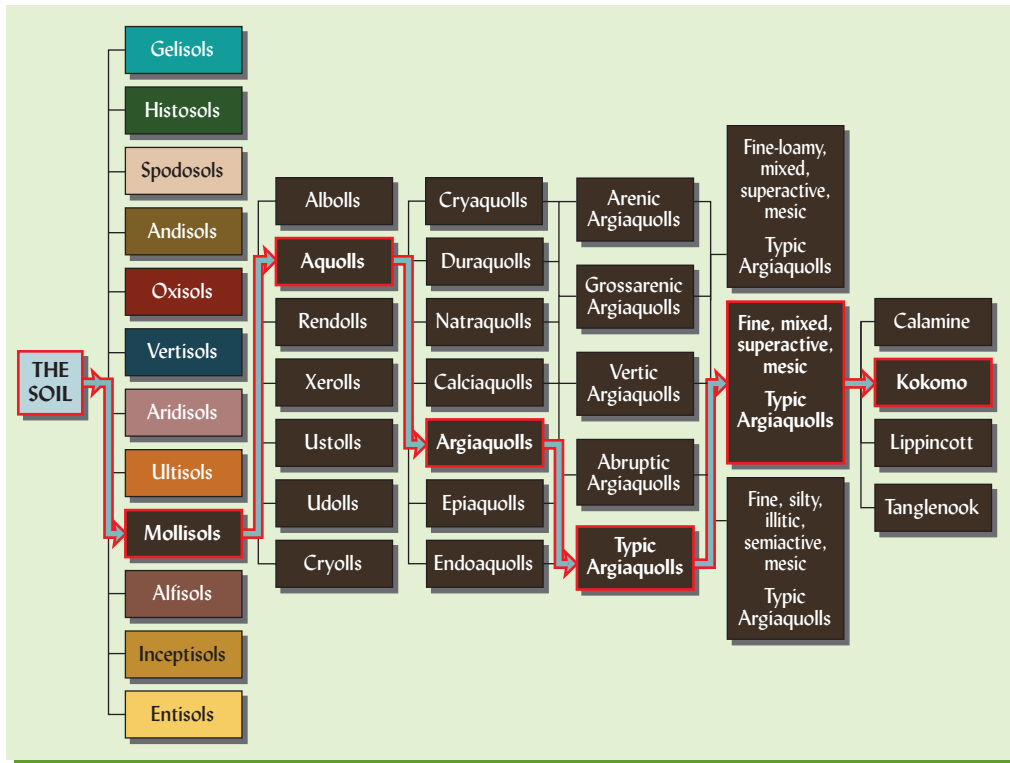 THE
SOIL
Gelisols
Histosols
Spodosols
Andisols
Oxisols
Vertisols
Aridisols
Ultisols
Mollisols
Alfisols
Inceptisols
Entisols
Albolls
Aquolls
Rendolls
Xerolls
Ustolls
Udolls
Cryolls
Cryaquolls
Duraquolls
Natraquolls
Calciaquolls
Argiaquolls
Epiaquolls
Endoaquolls
Arenic
Argiaquolls
Grossarenic
Argiaquolls
Vertic
Argiaquolls
Abruptic
Argiaquolls
Typic
Argiaquolls
Fine-loamy,
mixed,
superactive,
mesic
Typic
Argiaquolls
Fine, mixed,
superactive,
mesic
Typic
Argiaquolls
Fine, silty,
illitic,
semiactive,
mesic
Typic
Argiaquolls
Calamine
Kokomo
Lippincott
Tanglenook